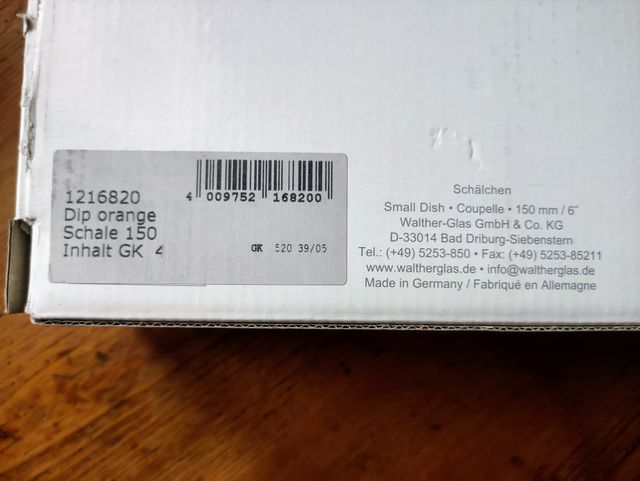 1216820
Dip orange
Schale 150
Inhalt GK 4
4 009752 168200
GK 520 39/05
Schälchen
Small Dish • Coupelle • 150 mm / 6˝
Walther-Glas GmbH & Co. KG
D-33014 Bad Driburg-Siebenstern
Tel.: (+49) 5253-850 • Fax: (+49) 5253-85211
www.waltherglas.de • info@waltherglas.de
Made in Germany / Fabriqué en Allemagne